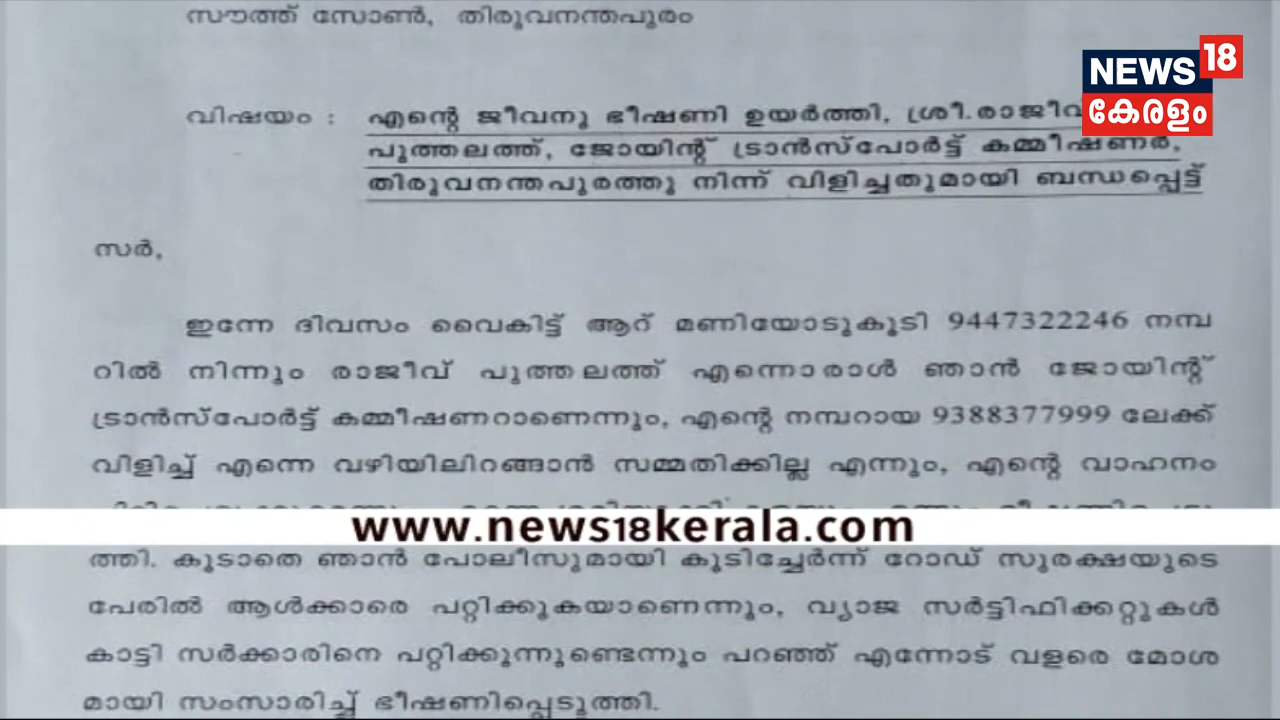 സൗത്ത് സോൺ, തിരുവനന്തപുരം
NEWS 18
കേരളം
വിഷയം : എന്റെ ജീവനു ഭീഷണി ഉയർത്തി, ശ്രീ.രാജീവ
പൂത്തലത്ത്, ജോയിന്റ് ട്രാൻസ്പോർട്ട് കമ്മീഷണർ,
തിരുവനന്തപുരത്തു നിന്ന് വിളിച്ചതുമായി ബന്ധപ്പെട്ട്
സർ,
ഇന്നേ ദിവസം വൈകിട്ട് ആറ് മണിയോടുകൂടി 9447322246 നമ്പ
റിൽ നിന്നും രാജീവ് പൂത്തലത്ത് എന്നൊരാൾ ഞാൻ ജോയിന്റ്
ട്രാൻസ്പോർട്ട് കമ്മീഷണറാണെന്നും, എന്റെ നമ്പറായ 9388377999 ലേക്ക്
വിളിച്ച് എന്നെ വഴിയിലിറങ്ങാൻ സമ്മതിക്കില്ല എന്നും, എന്റെ വാഹനം
www.news18kerala.com
ത്തി. കൂടാതെ ഞാൻ പോലീസുമായി കൂടിച്ചേർന്ന് റോഡ് സുരക്ഷയുടെ
പേരിൽ ആൾക്കാരെ പറ്റിക്കുകയാണെന്നും, വ്യാജ സർട്ടിഫിക്കറ്റുകൾ
കാട്ടി സർക്കാരിനെ പറ്റിക്കുന്നുണ്ടെന്നും പറഞ്ഞ് എന്നോട് വളരെ മോശ
മായി സംസാരിച്ച് ഭീഷണിപ്പെടുത്തി.